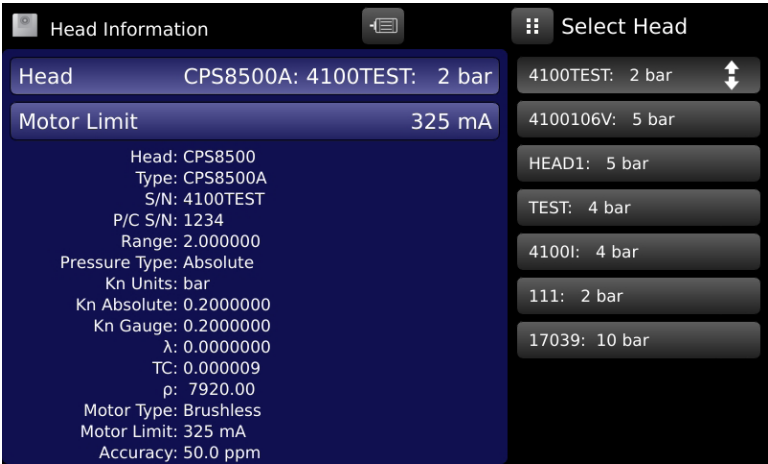 Head Information
Head CPS8500A: 4100TEST: 2 bar
Motor Limit 325 mA
Head: CPS8500
Type: CPS8500A
S/N: 4100TEST
P/C S/N: 1234
Range: 2.000000
Pressure Type: Absolute
Kn Units: bar
Kn Absolute: 0.2000000
Kn Gauge: 0.2000000
λ: 0.0000000
TC: 0.000009
ρ: 7920.00
Motor Type: Brushless
Motor Limit: 325 mA
Accuracy: 50.0 ppm
Select Head
4100TEST: 2 bar
4100106V: 5 bar
HEAD1: 5 bar
TEST: 4 bar
4100I: 4 bar
111: 2 bar
17039: 10 bar